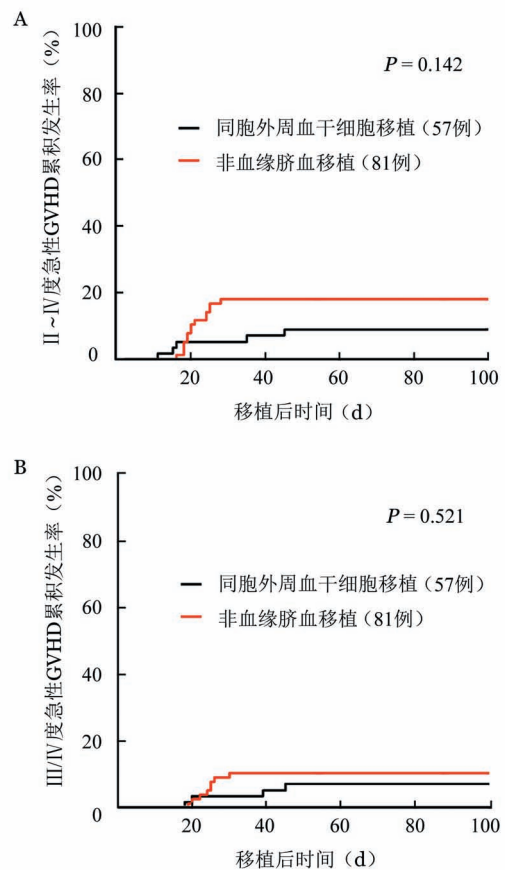 A
II~IV度急性GVHD累积发生率（%）
100
80
60
40
20
0
P = 0.142
同胞外周血干细胞移植（57例）
非血缘脐血移植（81例）
20
40
60
80
100
移植后时间（d）
B
III/IV度急性GVHD累积发生率（%）
100
80
60
40
20
0
P = 0.521
同胞外周血干细胞移植（57例）
非血缘脐血移植（81例）
20
40
60
80
100
移植后时间（d）